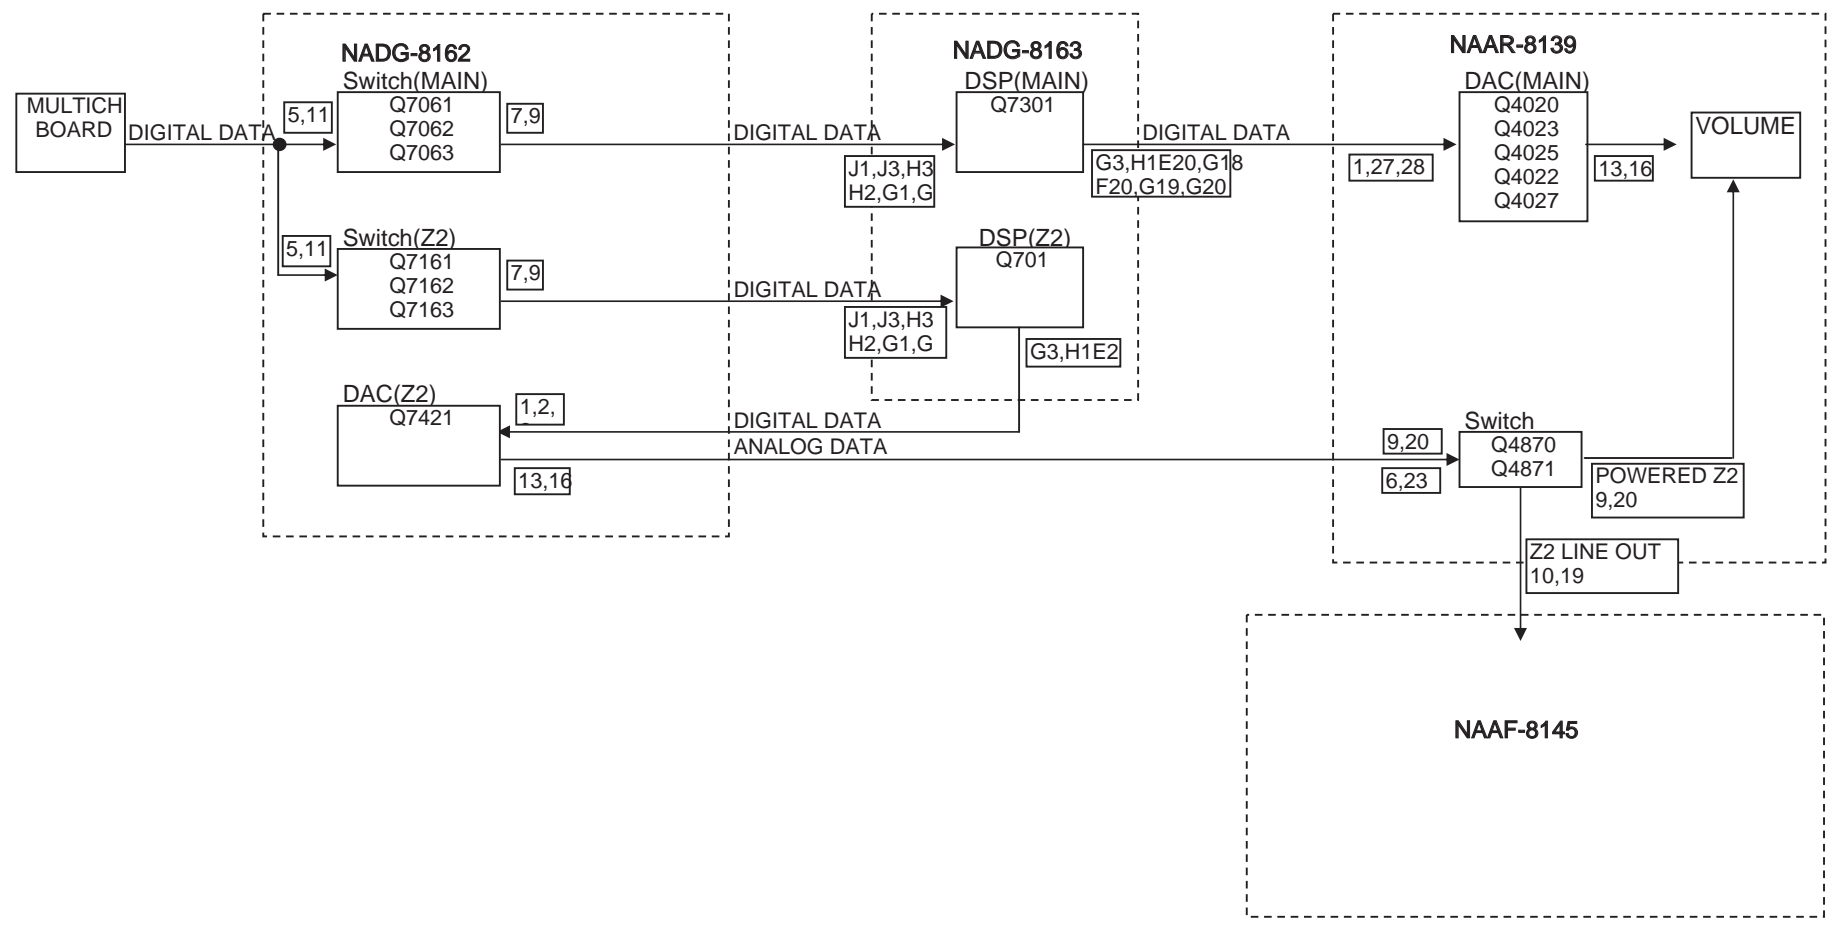 NADG-8162
NADG-8163
NAAR-8139
MULTICH
BOARD
DIGITAL DATA
5,11
Switch(MAIN)
Q7061
Q7062
Q7063
7,9
DIGITAL DATA
J1,J3,H3
H2,G1,G
DSP(MAIN)
Q7301
DIGITAL DATA
G3,H1E20,G18
F20,G19,G20
1,27,28
DAC(MAIN)
Q4020
Q4023
Q4025
Q4022
Q4027
13,16
VOLUME
5,11
Switch(Z2)
Q7161
Q7162
Q7163
7,9
DIGITAL DATA
J1,J3,H3
H2,G1,G
DSP(Z2)
Q701
G3,H1E2
DAC(Z2)
Q7421
1,2,
DIGITAL DATA
ANALOG DATA
13,16
9,20
6,23
Switch
Q4870
Q4871
POWERED Z2
9,20
Z2 LINE OUT
10,19
NAAF-8145